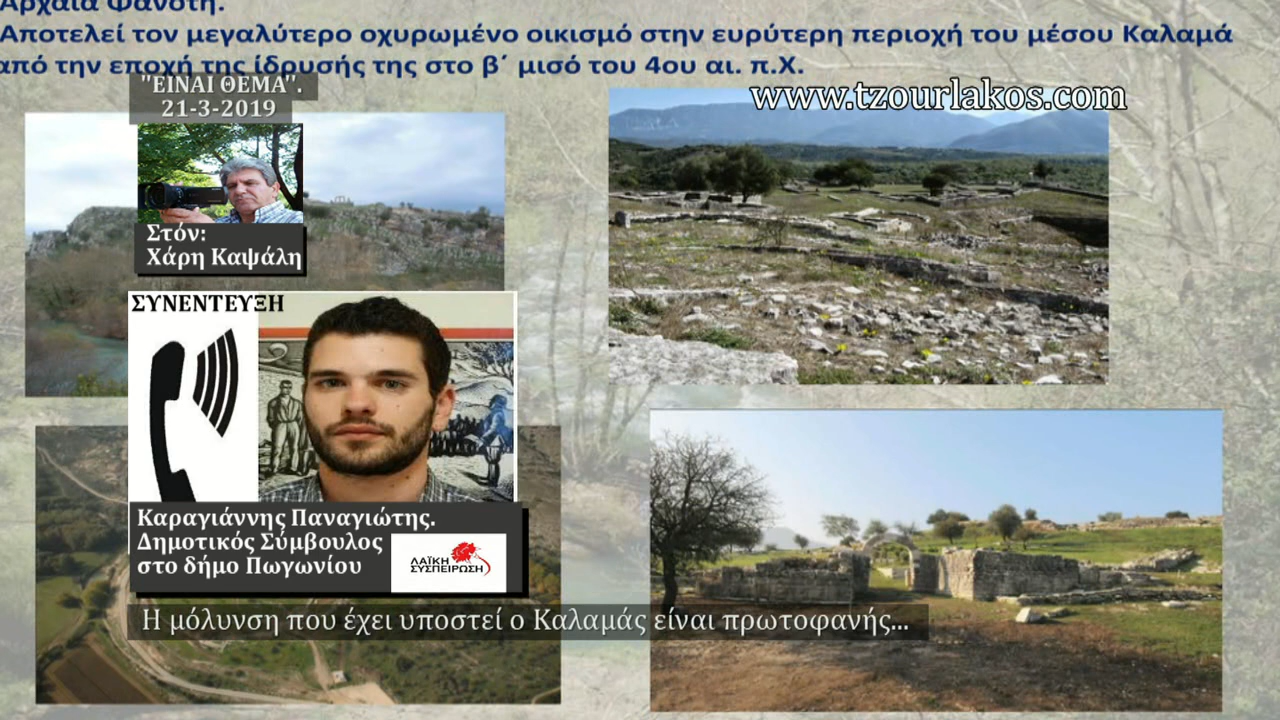 Αρχαία Φανοτή.
Αποτελεί τον μεγαλύτερο οχυρωμένο οικισμό στην ευρύτερη περιοχή του μέσου Καλαμά
από την εποχή της ίδρυσής της στο β΄ μισό του 4ου αι. π.Χ.
"ΕΙΝΑΙ ΘΕΜΑ".
21-3-2019
www.tzourlakos.com
Στόν:
Χάρη Καψάλη
ΣΥΝΕΝΤΕΥΞΗ
Καραγιάννης Παναγιώτης.
Δημοτικός Σύμβουλος
στο δήμο Πωγωνίου
ΛΑΪΚΗ
ΣΥΣΠΕΙΡΩΣΗ
Η μόλυνση που έχει υποστεί ο Καλαμάς είναι πρωτοφανής...